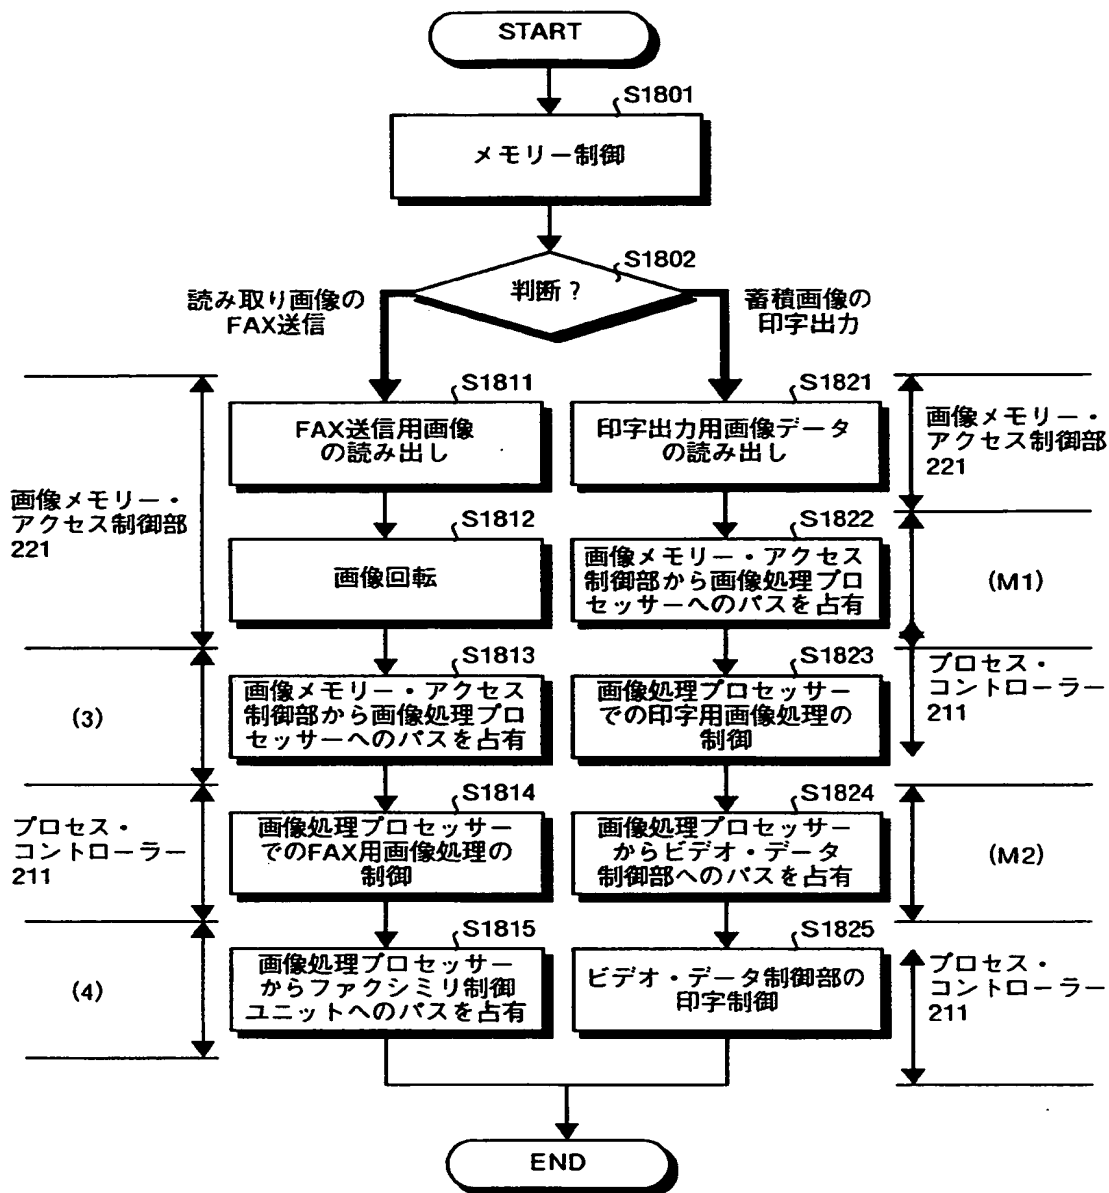 START
S1801
メモリー制御
S1802
判断？
読み取り画像の
FAX送信
蓄積画像の
印字出力
S1811
FAX送信用画像
の読み出し
S1821
印字出力用画像データ
の読み出し
画像メモリー・
アクセス制御部
221
画像メモリー・
アクセス制御部
221
S1812
画像回転
S1822
画像メモリー・アクセス
制御部から画像処理プロ
セッサーへのバスを占有
(M1)
(3)
S1813
画像メモリー・アクセス
制御部から画像処理プロ
セッサーへのバスを占有
S1823
画像処理プロセッサー
での印字用画像処理の
制御
プロセス・
コントローラー
211
プロセス・
コントローラー
211
S1814
画像処理プロセッサー
でのFAX用画像処理の
制御
S1824
画像処理プロセッサー
からビデオ・データ
制御部へのバスを占有
(M2)
(4)
S1815
画像処理プロセッサー
からファクシミリ制御
ユニットへのバスを占有
S1825
ビデオ・データ制御部の
印字制御
プロセス・
コントローラー
211
END